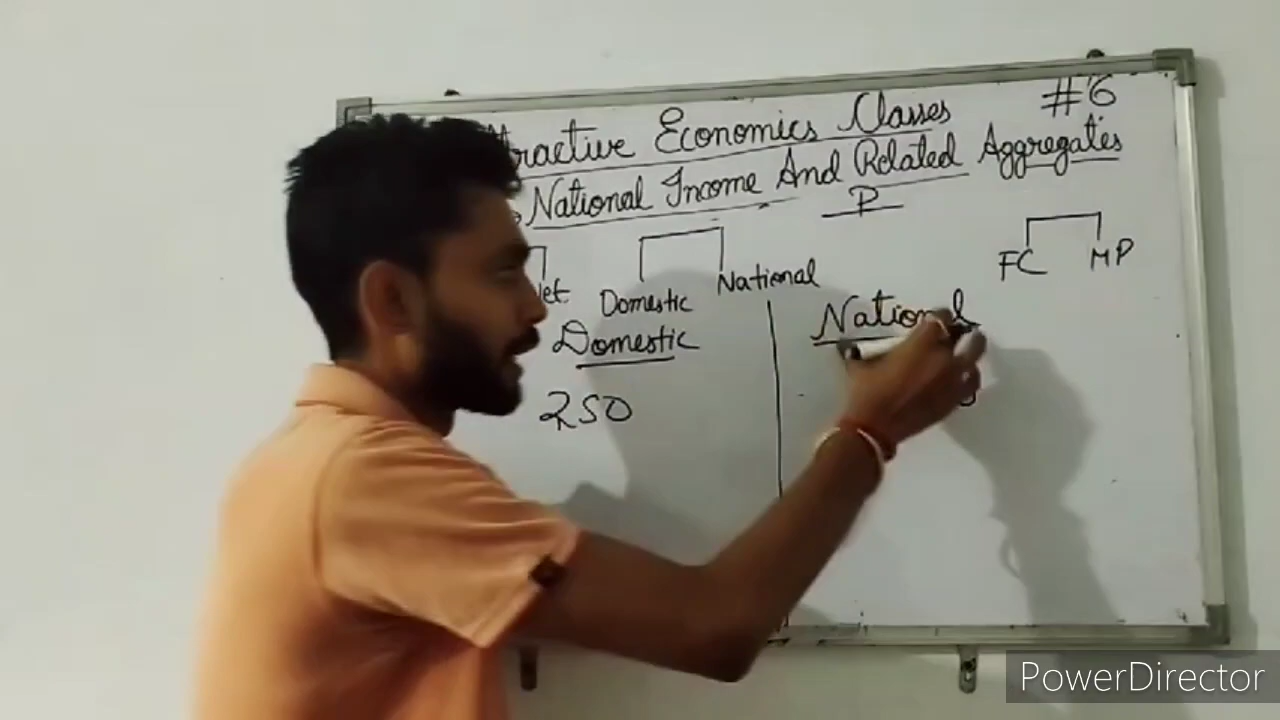 Economics Classes #6
National Income And Related Aggregates
P
FC MP
Domestic National
Domestic National
250
PowerDirector